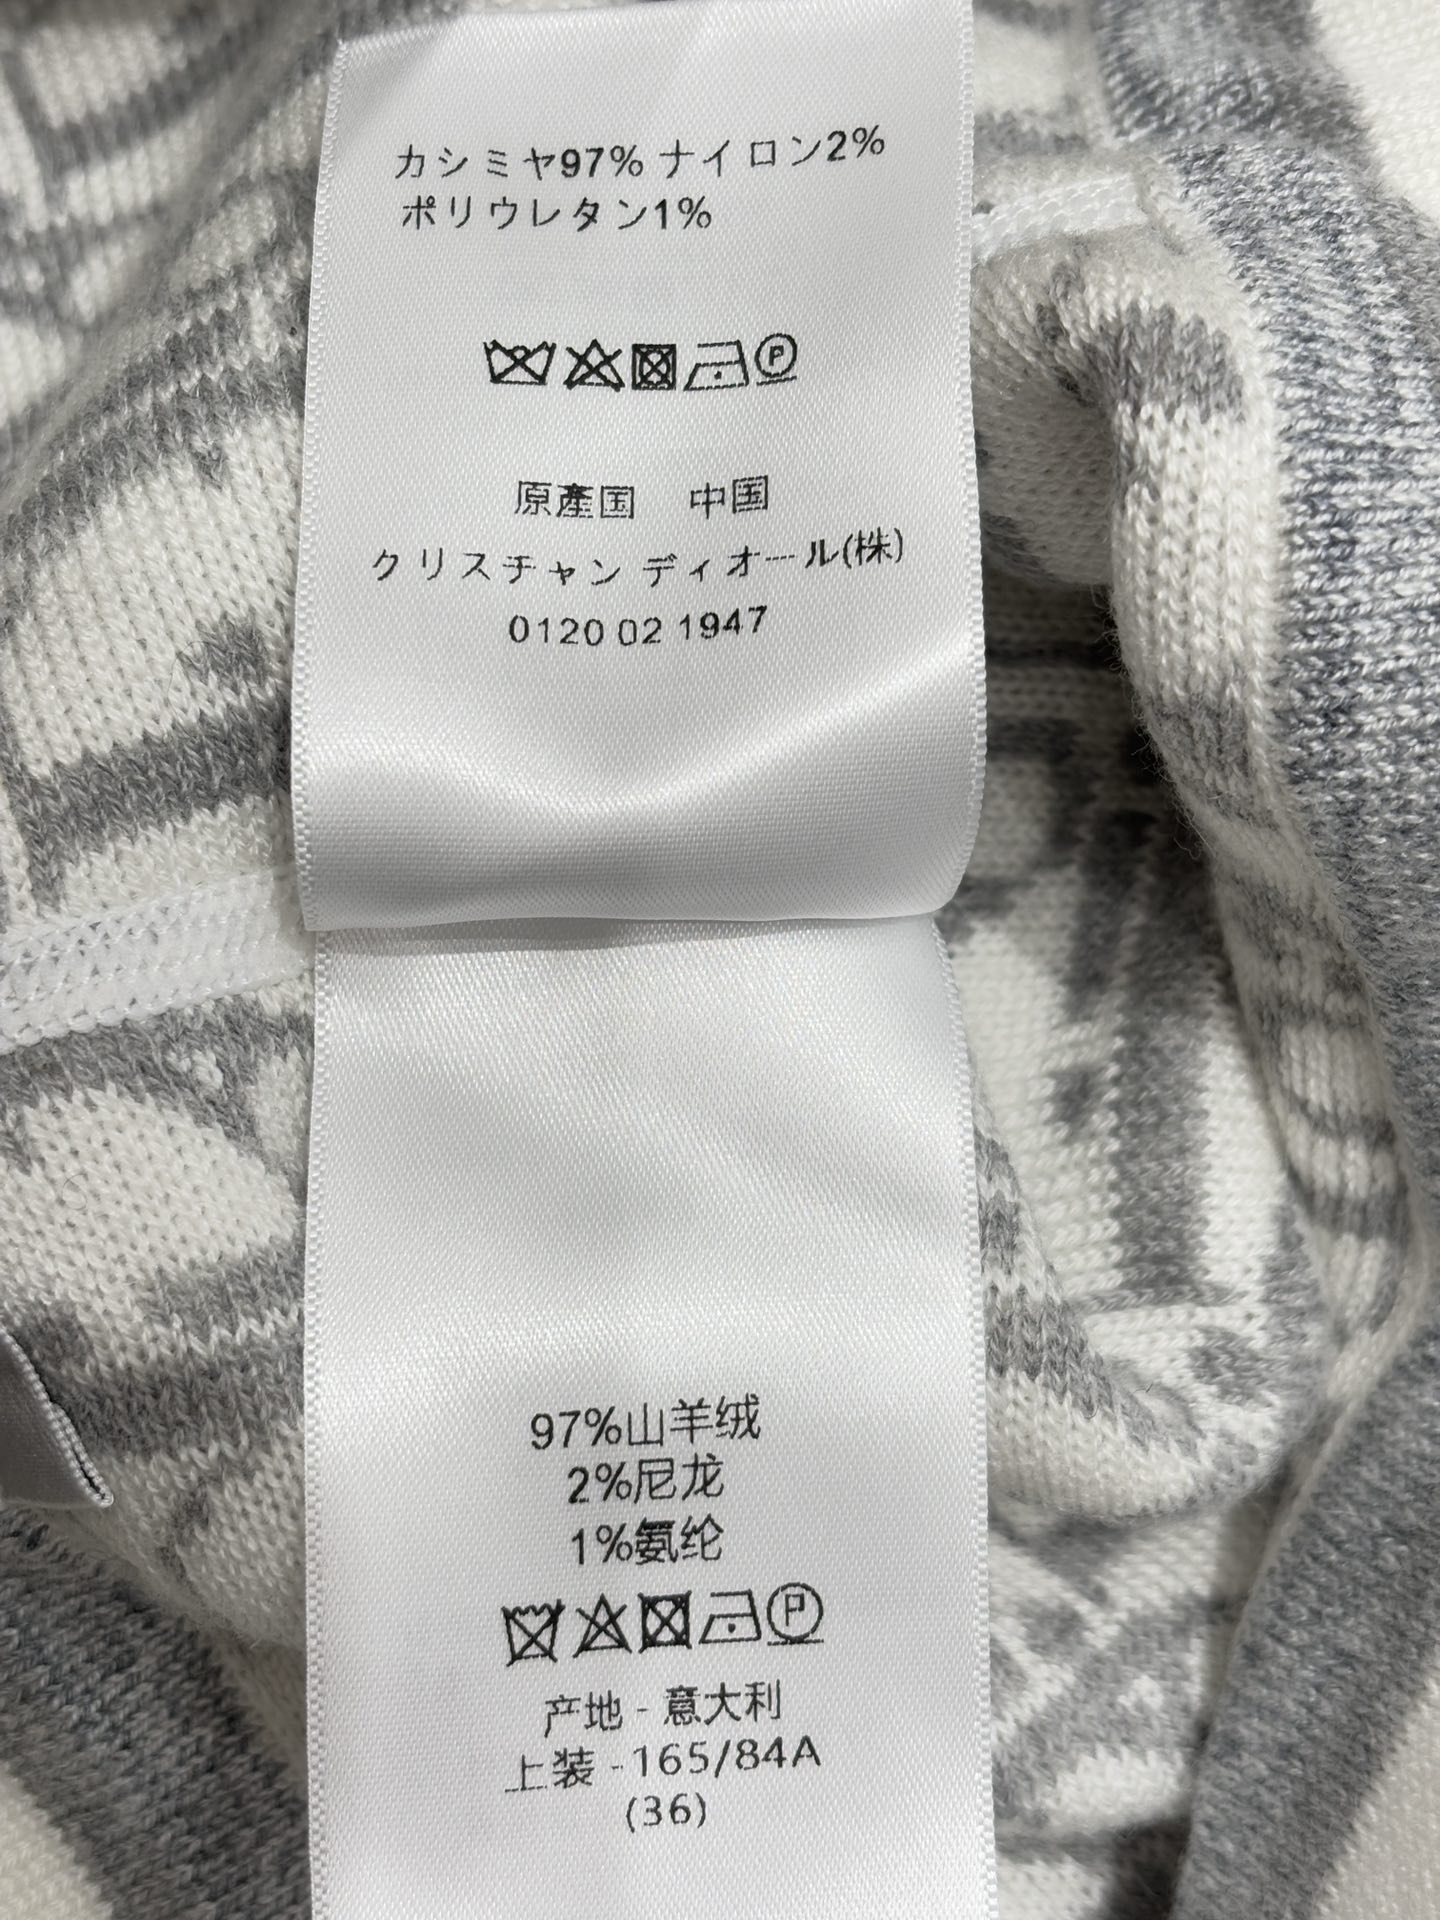 カシミヤ97% ナイロン2%
ポリウレタン1%
P
原產国 中国
クリスチャン ディオール(株)
0120 02 1947
97%山羊绒
2%尼龙
1%氨纶
P
产地 - 意大利
上装 - 165/84A
(36)